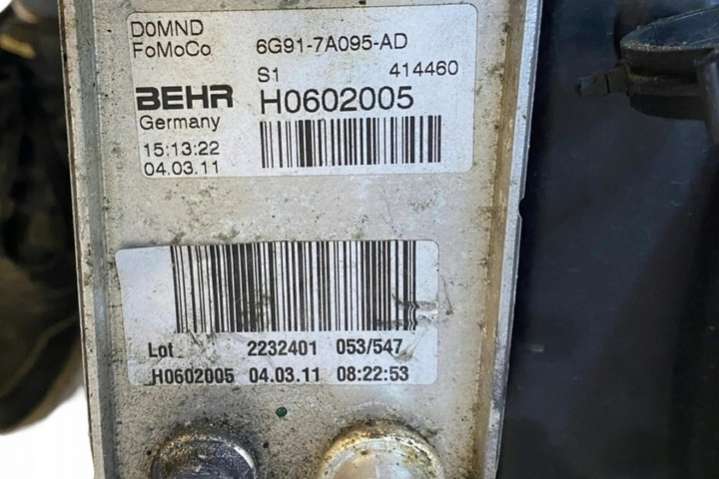 D0MND
FoMoCo 6G91-7A095-AD
S1 414460
BEHR H0602005
Germany
15:13:22
04.03.11
Lot 2232401 053/547
H0602005 04.03.11 08:22:53